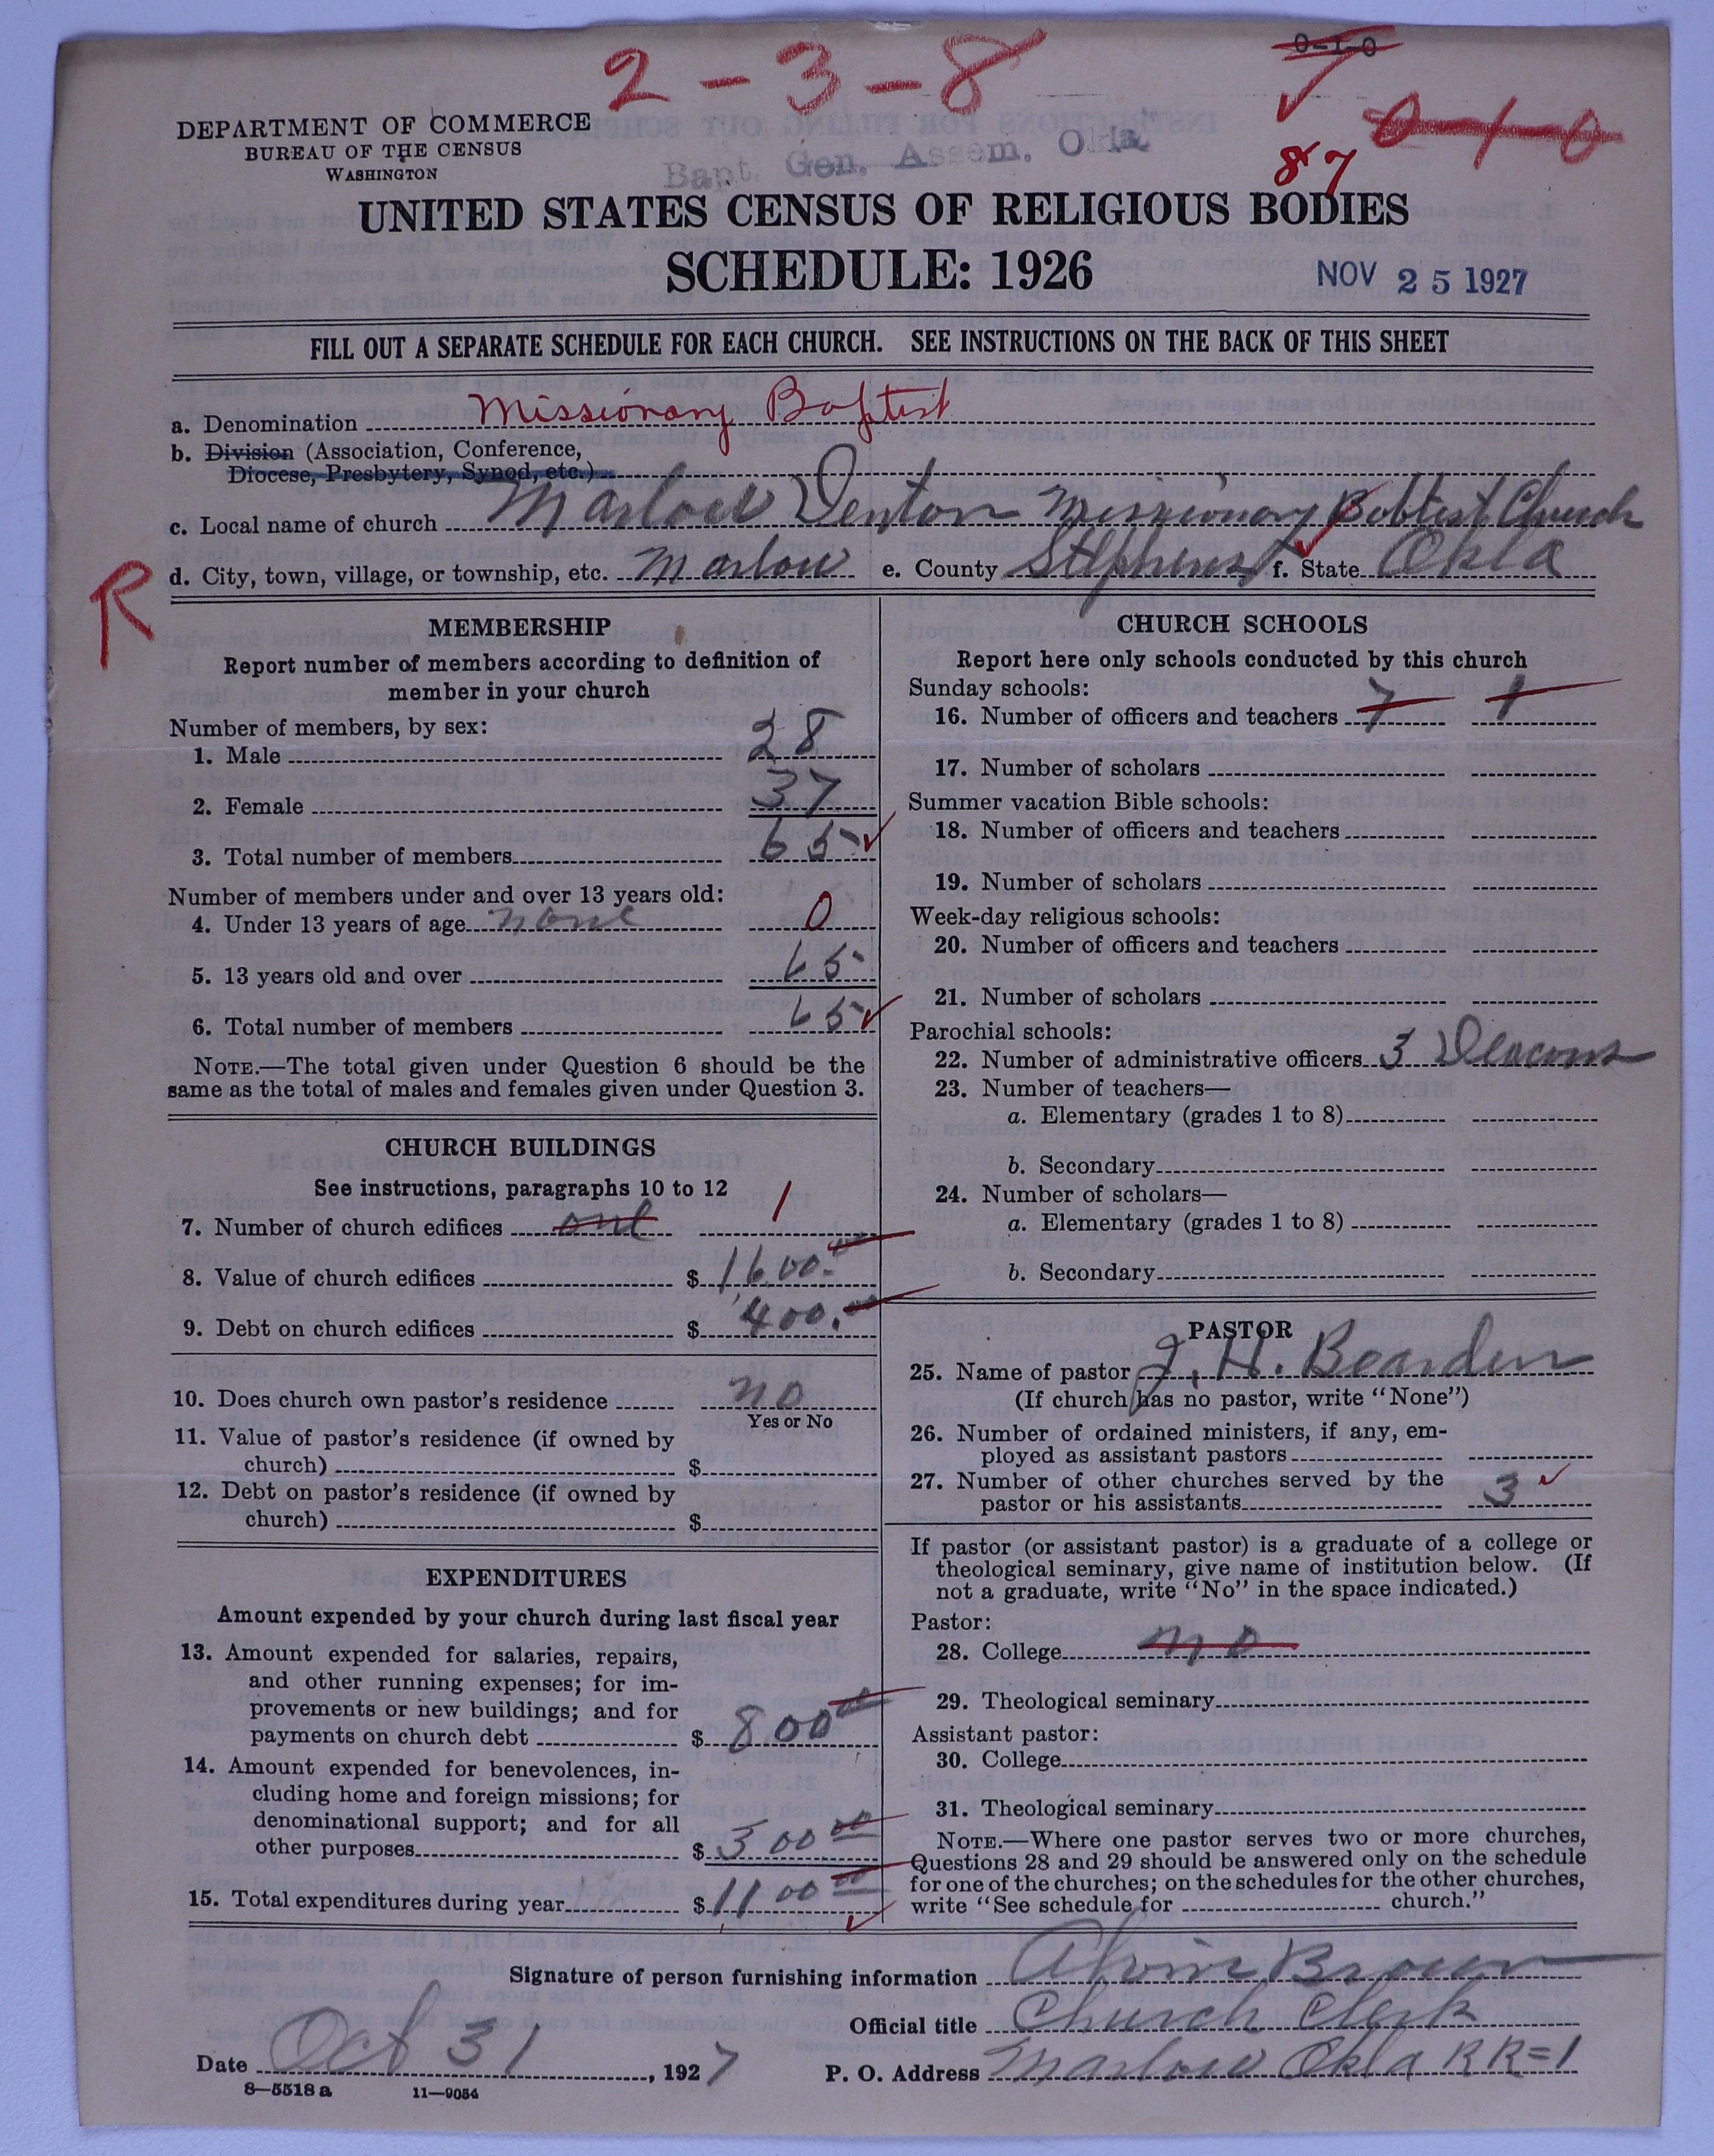 2-3-8
0-1-0
0-1-0
DEPARTMENT OF COMMERCE
BUREAU OF THE CENSUS
WASHINGTON
Bapt. Gen. Assem. Okla.
87
UNITED STATES CENSUS OF RELIGIOUS BODIES
SCHEDULE: 1926
NOV 25 1927
FILL OUT A SEPARATE SCHEDULE FOR EACH CHURCH. SEE INSTRUCTIONS ON THE BACK OF THIS SHEET
a. Denomination Missionary Baptist
b. Division (Association, Conference,
Diocese, Presbytery, Synod, etc.)
c. Local name of church Marlow Denton Missionary Babtist Church
d. City, town, village, or township, etc. Marlow e. County Stephens f. State Okla
R
MEMBERSHIP
Report number of members according to definition of
member in your church
Number of members, by sex:
1. Male 28
2. Female 37
3. Total number of members 65
Number of members under and over 13 years old:
4. Under 13 years of age none 0
5. 13 years old and over 65
6. Total number of members 65
NOTE.—The total given under Question 6 should be the
same as the total of males and females given under Question 3.
CHURCH BUILDINGS
See instructions, paragraphs 10 to 12
7. Number of church edifices one 1
8. Value of church edifices $ 1600.00
9. Debt on church edifices $ 400.00
10. Does church own pastor's residence no
Yes or No
11. Value of pastor's residence (if owned by
church) $
12. Debt on pastor's residence (if owned by
church) $
EXPENDITURES
Amount expended by your church during last fiscal year
13. Amount expended for salaries, repairs,
and other running expenses; for im-
provements or new buildings; and for
payments on church debt $ 800 00
14. Amount expended for benevolences, in-
cluding home and foreign missions; for
denominational support; and for all
other purposes $ 300 00
15. Total expenditures during year $ 1100 00
CHURCH SCHOOLS
Report here only schools conducted by this church
Sunday schools:
16. Number of officers and teachers 7 1
17. Number of scholars
Summer vacation Bible schools:
18. Number of officers and teachers
19. Number of scholars
Week-day religious schools:
20. Number of officers and teachers
21. Number of scholars
Parochial schools:
22. Number of administrative officers 3 Deacons
23. Number of teachers—
a. Elementary (grades 1 to 8)
b. Secondary
24. Number of scholars—
a. Elementary (grades 1 to 8)
b. Secondary
PASTOR
25. Name of pastor J. H. Bearden
(If church has no pastor, write "None")
26. Number of ordained ministers, if any, em-
ployed as assistant pastors
27. Number of other churches served by the
pastor or his assistants 3
If pastor (or assistant pastor) is a graduate of a college or
theological seminary, give name of institution below. (If
not a graduate, write "No" in the space indicated.)
Pastor:
28. College no
29. Theological seminary
Assistant pastor:
30. College
31. Theological seminary
NOTE.—Where one pastor serves two or more churches,
Questions 28 and 29 should be answered only on the schedule
for one of the churches; on the schedules for the other churches,
write "See schedule for church."
Signature of person furnishing information Alvin Brown
Official title Church Clerk
Date Oct 31, 1927 P. O. Address Marlow Okla RR=1
8—5518 a 11—9054